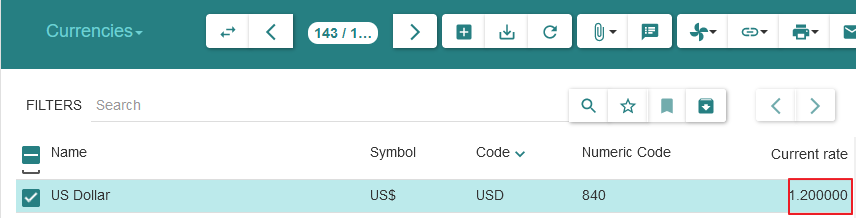 Currencies
143 / 1...
FILTERS Search
Name Symbol Code Numeric Code Current rate
US Dollar US$ USD 840 1.200000